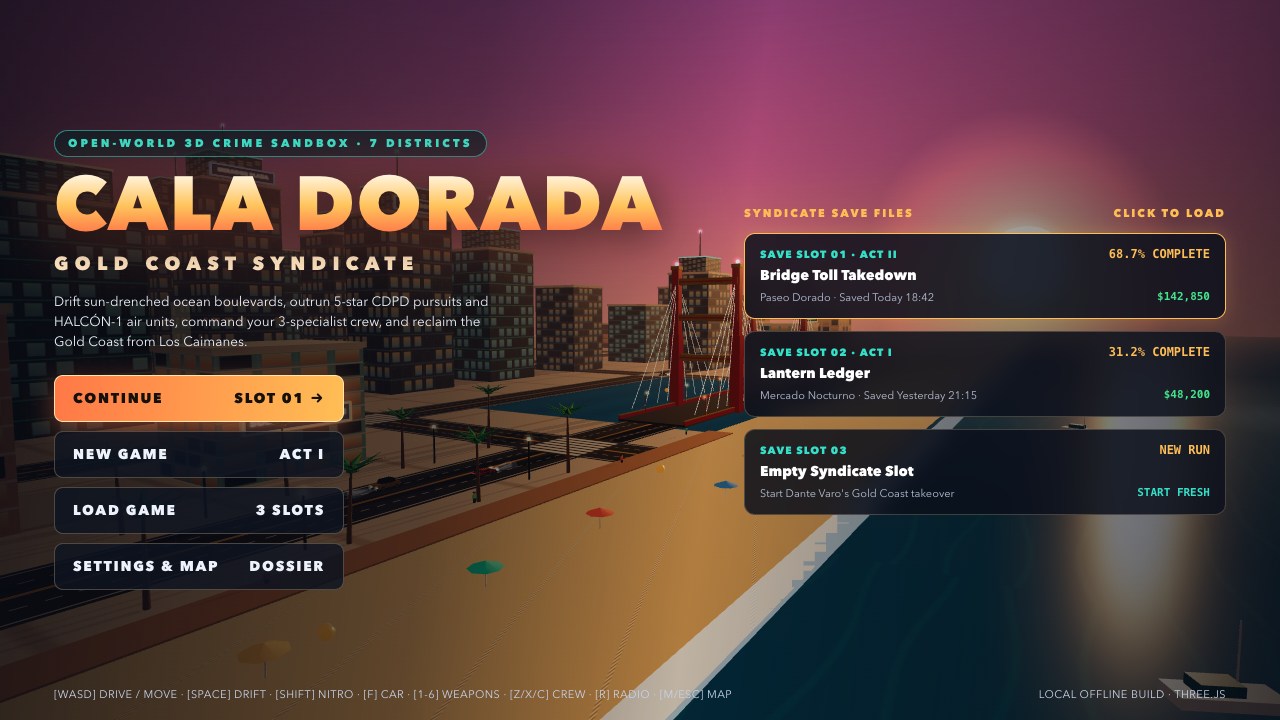 OPEN-WORLD 3D CRIME SANDBOX · 7 DISTRICTS
CALA DORADA
GOLD COAST SYNDICATE
Drift sun-drenched ocean boulevards, outrun 5-star CDPD pursuits and
HALCÓN-1 air units, command your 3-specialist crew, and reclaim the
Gold Coast from Los Caimanes.
CONTINUE SLOT 01 →
NEW GAME ACT I
LOAD GAME 3 SLOTS
SETTINGS & MAP DOSSIER
SYNDICATE SAVE FILES CLICK TO LOAD
SAVE SLOT 01 · ACT II 68.7% COMPLETE
Bridge Toll Takedown
Paseo Dorado · Saved Today 18:42 $142,850
SAVE SLOT 02 · ACT I 31.2% COMPLETE
Lantern Ledger
Mercado Nocturno · Saved Yesterday 21:15 $48,200
SAVE SLOT 03 NEW RUN
Empty Syndicate Slot
Start Dante Varo's Gold Coast takeover START FRESH
[WASD] DRIVE / MOVE · [SPACE] DRIFT · [SHIFT] NITRO · [F] CAR · [1-6] WEAPONS · [Z/X/C] CREW · [R] RADIO · [M/ESC] MAP
LOCAL OFFLINE BUILD · THREE.JS